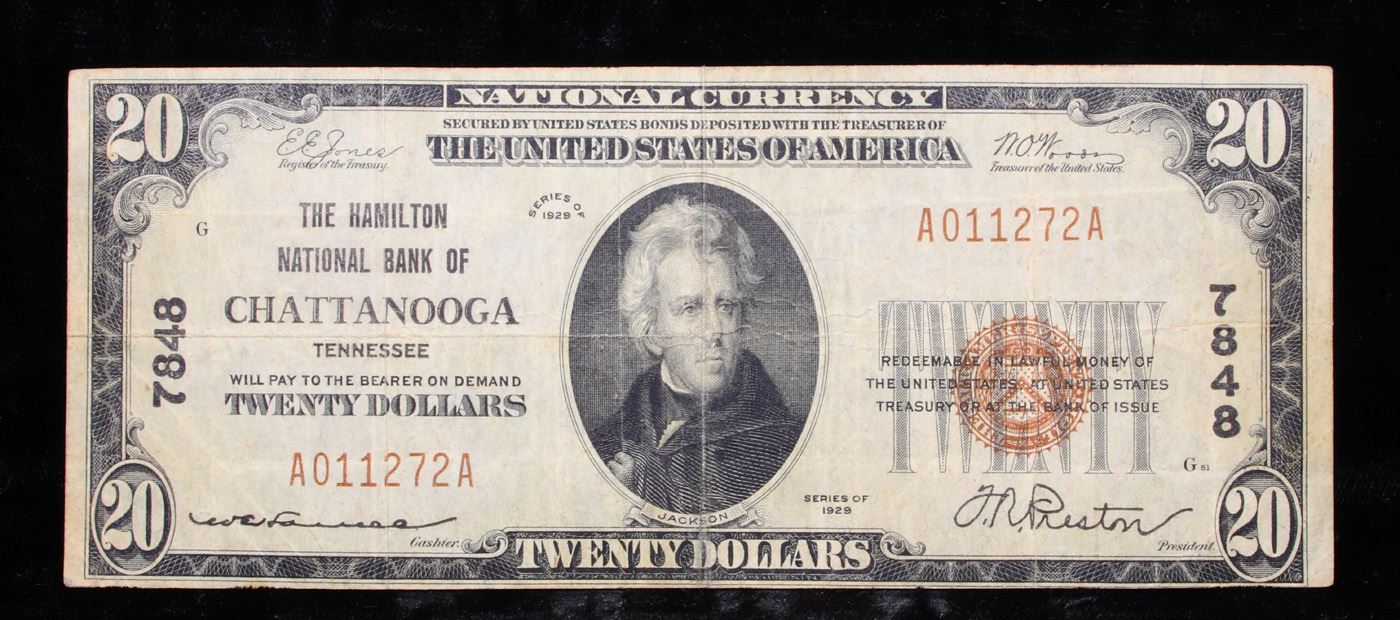 NATIONAL CURRENCY
SECURED BY UNITED STATES BONDS DEPOSITED WITH THE TREASURER OF
THE UNITED STATES OF AMERICA
20
20
E E Jones
Register of the Treasury.
W. O. Woods
Treasurer of the United States.
G
THE HAMILTON
NATIONAL BANK OF
CHATTANOOGA
TENNESSEE
WILL PAY TO THE BEARER ON DEMAND
TWENTY DOLLARS
7848
A011272A
SERIES OF
1929
JACKSON
A011272A
TWENTY
REDEEMABLE IN LAWFUL MONEY OF
THE UNITED STATES AT UNITED STATES
TREASURY OR AT THE BANK OF ISSUE
7848
G 51
SERIES OF
1929
Cashier.
T. R. Preston
President.
20
TWENTY DOLLARS
20